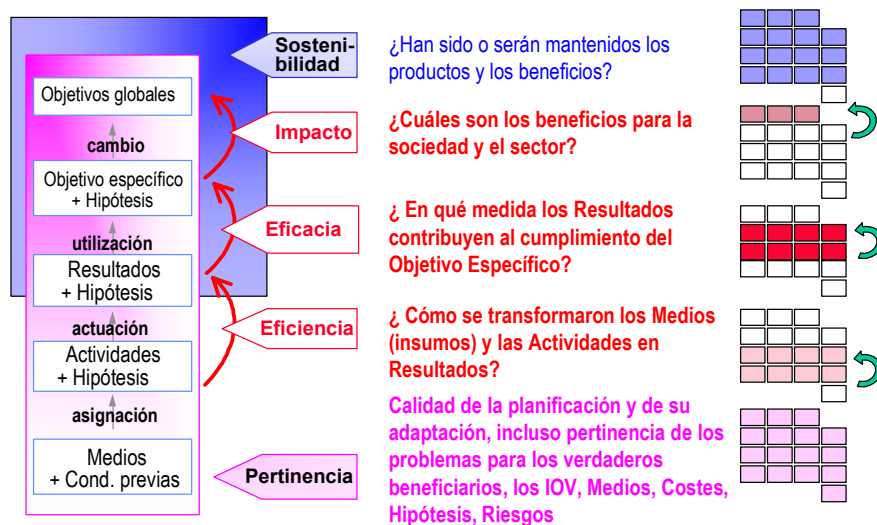 Sosteni-
bilidad
¿Han sido o serán mantenidos los
productos y los beneficios?
Objetivos globales
cambio
Impacto
¿Cuáles son los beneficios para la
sociedad y el sector?
Objetivo específico
+ Hipótesis
utilización
Eficacia
¿ En qué medida los Resultados
contribuyen al cumplimiento del
Objetivo Específico?
Resultados
+ Hipótesis
actuación
Eficiencia
¿ Cómo se transformaron los Medios
(insumos) y las Actividades en
Resultados?
Actividades
+ Hipótesis
asignación
Medios
+ Cond. previas
Pertinencia
Calidad de la planificación y de su
adaptación, incluso pertinencia de los
problemas para los verdaderos
beneficiarios, los IOV, Medios, Costes,
Hipótesis, Riesgos